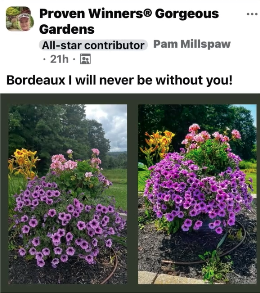 Proven Winners® Gorgeous
Gardens
All-star contributor Pam Millspaw
· 21h ·
Bordeaux I will never be without you!